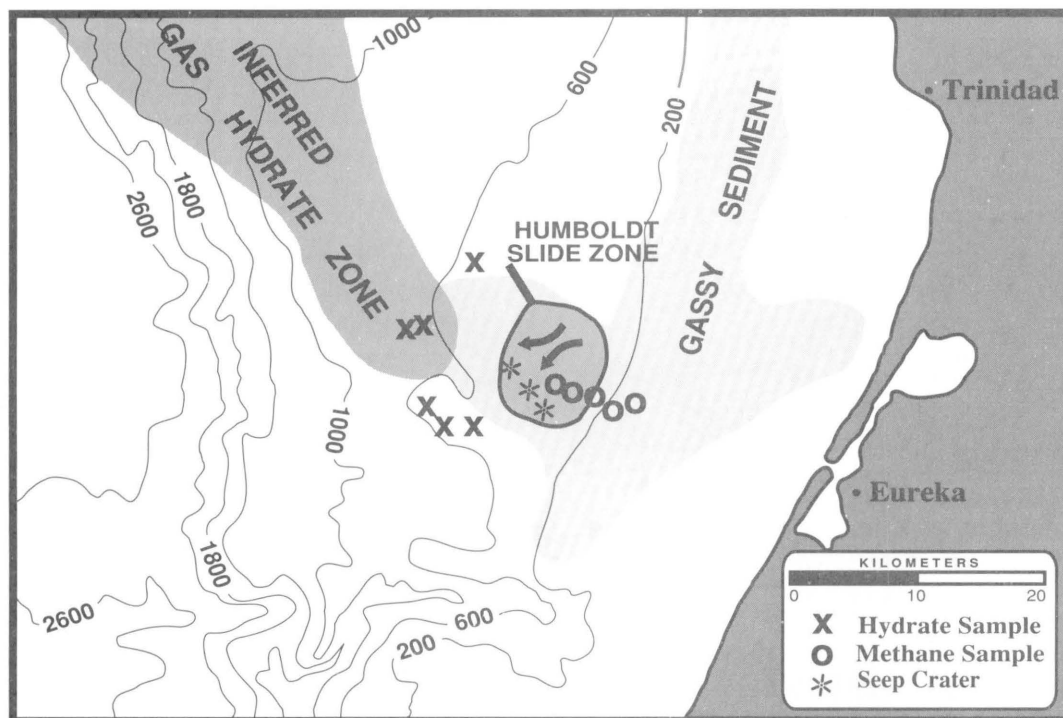 1000
GAS
INFERRED
HYDRATE
ZONE
600
200
GASSY SEDIMENT
• Trinidad
2600
1800
HUMBOLDT
SLIDE ZONE
X
X X
X
X X
O O O O O
1000
• Eureka
1800
2600
600
200
KILOMETERS
0 10 20
X Hydrate Sample
O Methane Sample
Seep Crater